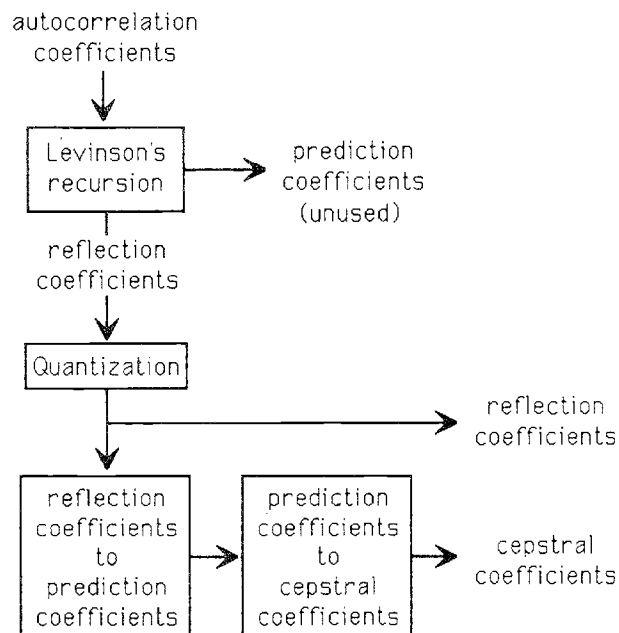 autocorrelation
coefficients
Levinson's
recursion
prediction
coefficients
(unused)
reflection
coefficients
Quantization
reflection
coefficients
reflection
coefficients
to
prediction
coefficients
prediction
coefficients
to
cepstral
coefficients
cepstral
coefficients